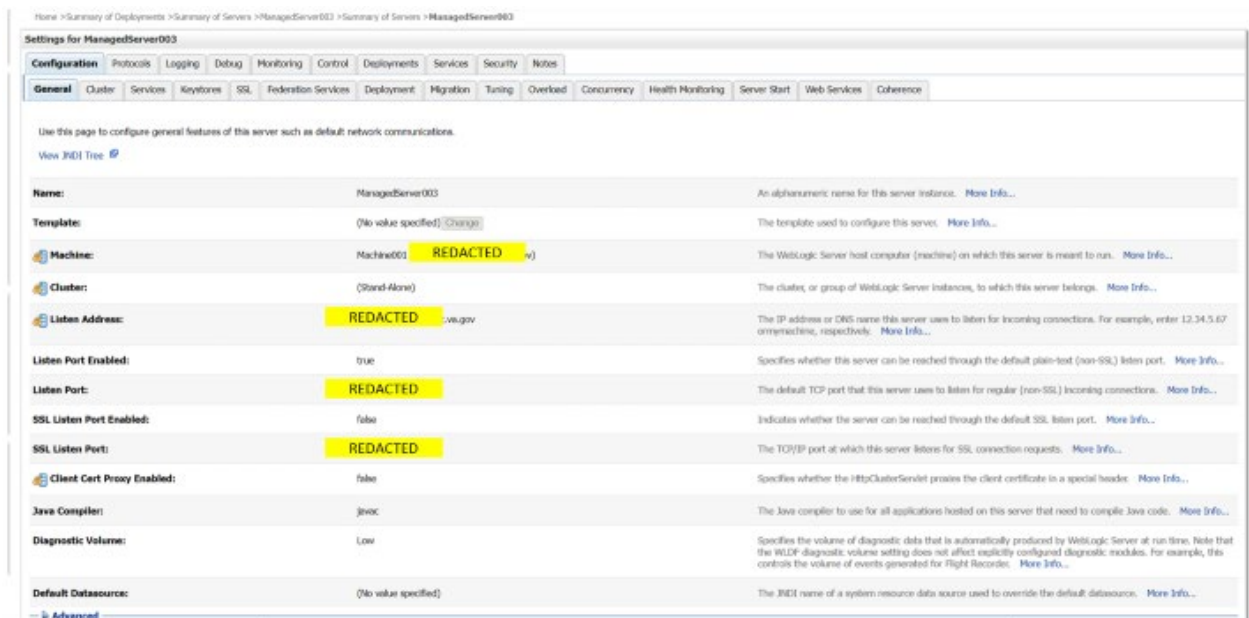 Home >Summary of Deployments >Summary of Servers >ManagedServer003 >Summary of Servers >ManagedServer003
Settings for ManagedServer003
Configuration Protocols Logging Debug Monitoring Control Deployments Services Security Notes
General Cluster Services Keystores SSL Federation Services Deployment Migration Tuning Overload Concurrency Health Monitoring Server Start Web Services Coherence
Use this page to configure general features of this server such as default network communications.
View JNDI Tree
Name: ManagedServer003 An alphanumeric name for this server instance. More Info...
Template: (No value specified) Change The template used to configure this server. More Info...
Machine: Machine001 REDACTED v) The WebLogic Server host computer (machine) on which this server is meant to run. More Info...
Cluster: (Stand-Alone) The cluster, or group of WebLogic Server instances, to which this server belongs. More Info...
Listen Address: REDACTED .va.gov The IP address or DNS name this server uses to listen for incoming connections. For example, enter 12.34.5.67
ormymachine, respectively. More Info...
Listen Port Enabled: true Specifies whether this server can be reached through the default plain-text (non-SSL) listen port. More Info...
Listen Port: REDACTED The default TCP port that this server uses to listen for regular (non-SSL) incoming connections. More Info...
SSL Listen Port Enabled: false Indicates whether the server can be reached through the default SSL listen port. More Info...
SSL Listen Port: REDACTED The TCP/IP port at which this server listens for SSL connection requests. More Info...
Client Cert Proxy Enabled: false Specifies whether the HttpClusterServlet proxies the client certificate in a special header. More Info...
Java Compiler: javac The Java compiler to use for all applications hosted on this server that need to compile Java code. More Info...
Diagnostic Volume: Low Specifies the volume of diagnostic data that is automatically produced by WebLogic Server at run time. Note that
the WLDF diagnostic volume setting does not affect explicitly configured diagnostic modules. For example, this
controls the volume of events generated for Flight Recorder. More Info...
Default Datasource: (No value specified) The JNDI name of a system resource data source used to override the default datasource. More Info...
Advanced